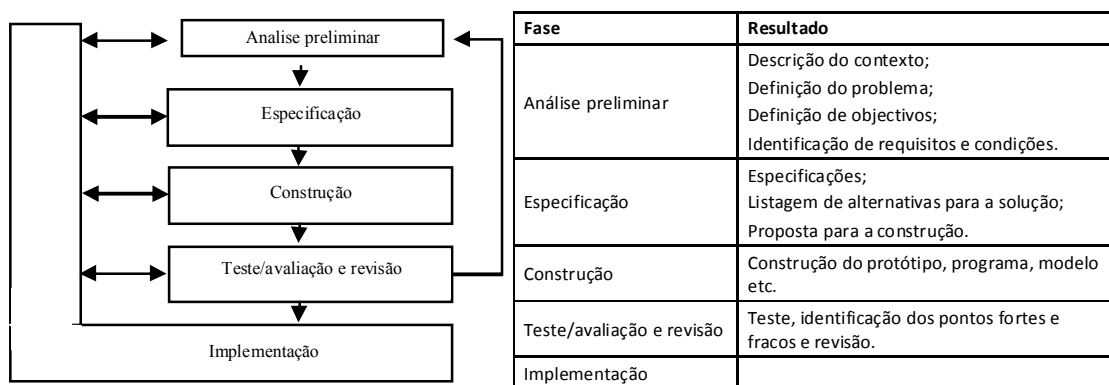 Analise preliminar
Especificação
Construção
Teste/avaliação e revisão
Implementação
Fase Resultado
Análise preliminar
Descrição do contexto;
Definição do problema;
Definição de objectivos;
Identificação de requisitos e condições.
Especificação
Especificações;
Listagem de alternativas para a solução;
Proposta para a construção.
Construção
Construção do protótipo, programa, modelo
etc.
Teste/avaliação e revisão
Teste, identificação dos pontos fortes e
fracos e revisão.
Implementação